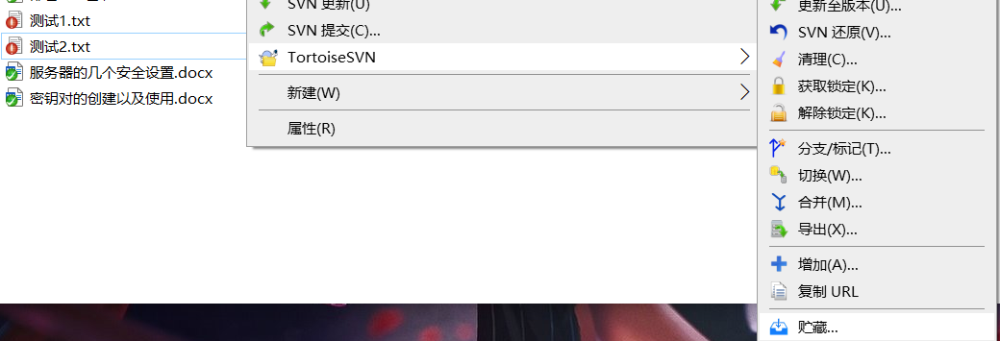 测试1.txt
测试2.txt
服务器的几个安全设置.docx
密钥对的创建以及使用.docx
SVN 更新(U)
SVN 提交(C)...
TortoiseSVN
新建(W)
属性(R)
更新至版本(U)...
SVN 还原(V)...
清理(C)...
获取锁定(K)...
解除锁定(K)...
分支/标记(T)...
切换(W)...
合并(M)...
导出(X)...
增加(A)...
复制 URL
贮藏...